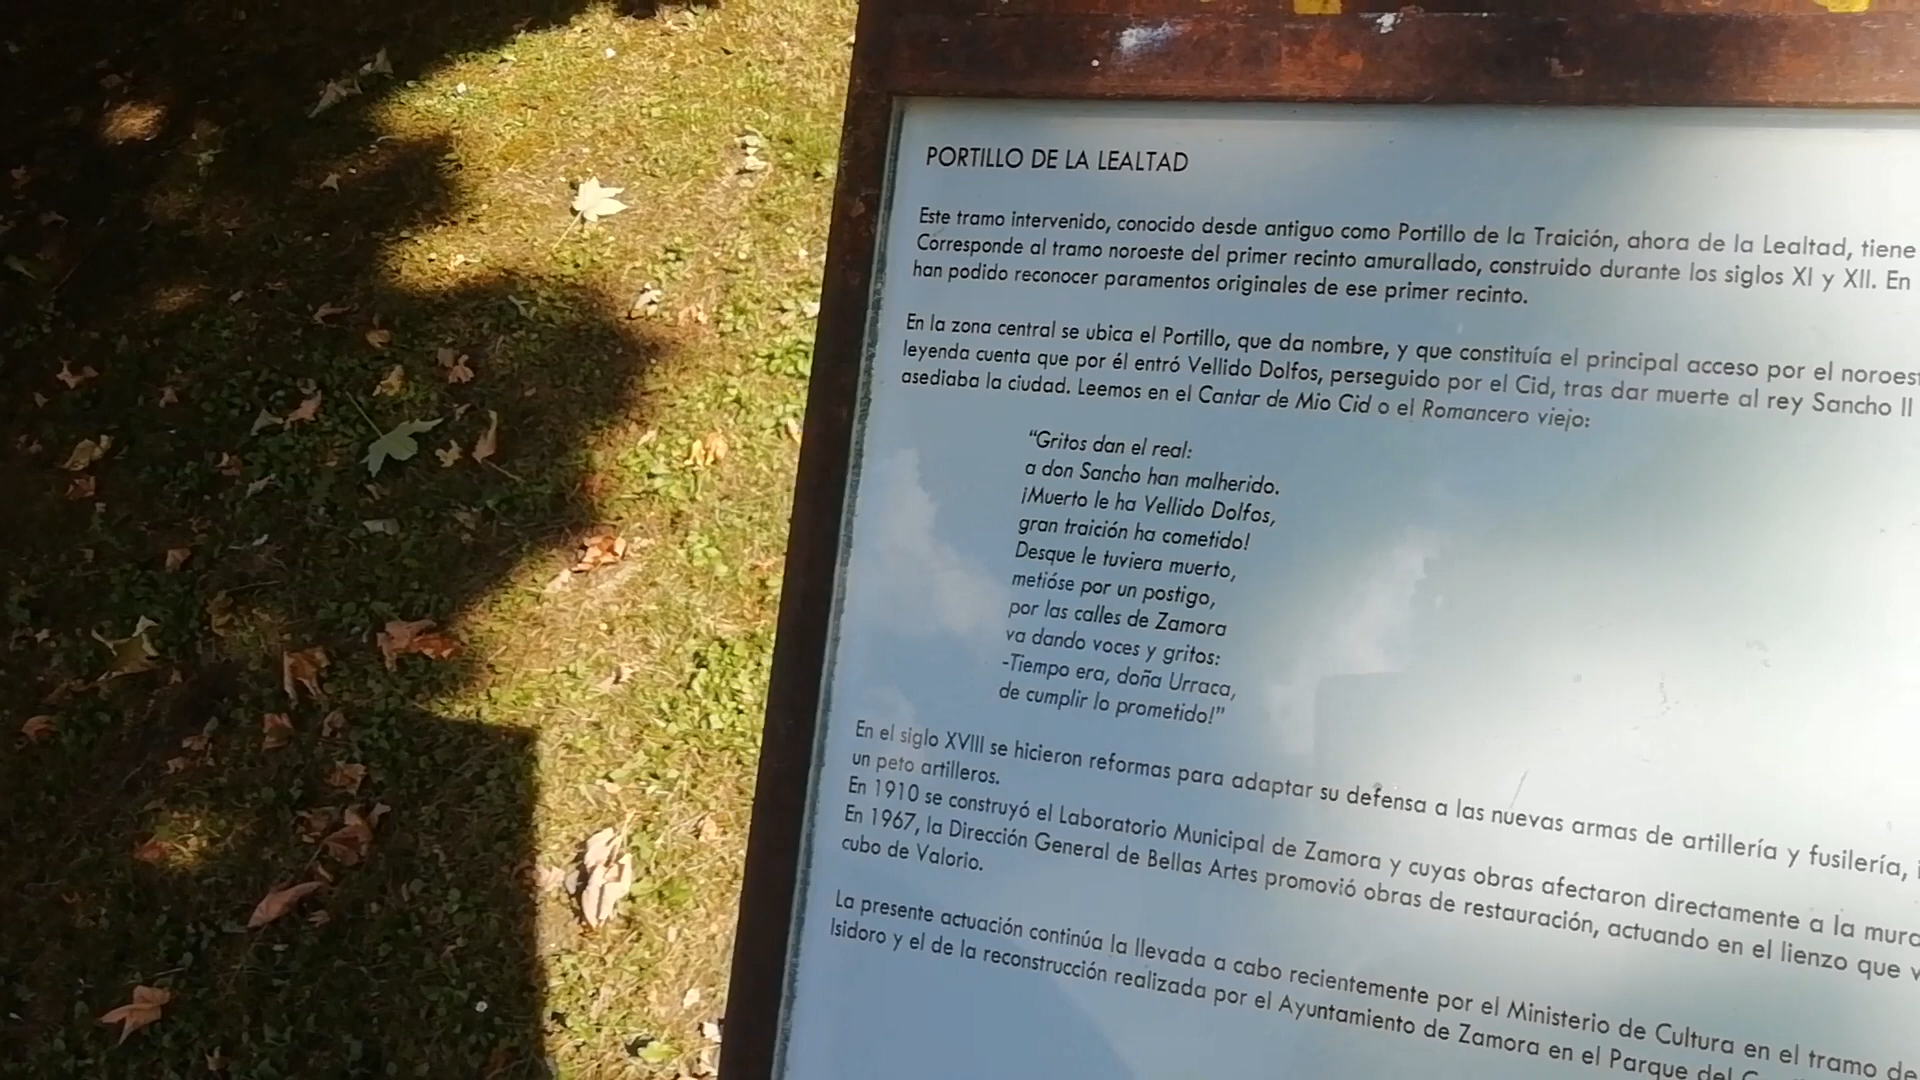 PORTILLO DE LA LEALTAD
Este tramo intervenido, conocido desde antiguo como Portillo de la Traición, ahora de la Lealtad, tiene
Corresponde al tramo noroeste del primer recinto amurallado, construido durante los siglos XI y XII. En
han podido reconocer paramentos originales de ese primer recinto.
En la zona central se ubica el Portillo, que da nombre, y que constituía el principal acceso por el
leyenda cuenta que por él entró Vellido Dolfos, perseguido por el Cid, tras dar muerte al rey Sancho II
asediaba la ciudad. Leemos en el Cantar de Mio Cid o el Romancero viejo:
"Gritos dan el real:
a don Sancho han malherido.
¡Muerto le ha Vellido Dolfos,
gran traición ha cometido!
Desque le tuviera muerto,
metióse por un postigo,
por las calles de Zamora
va dando voces y gritos:
-Tiempo era, doña Urraca,
de cumplir lo prometido!"
En el siglo XVIII se hicieron reformas para adaptar su defensa a las nuevas armas de artillería y fusilería,
un peto artilleros.
En 1910 se construyó el Laboratorio Municipal de Zamora y cuyas obras afectaron directamente a la
En 1967, la Dirección General de Bellas Artes promovió obras de restauración, actuando en el lienzo que
cubo de Valorio.
La presente actuación continúa la llevada a cabo recientemente por el Ministerio de Cultura en el tramo de
Isidoro y el de la reconstrucción realizada por el Ayuntamiento de Zamora en el Parque del